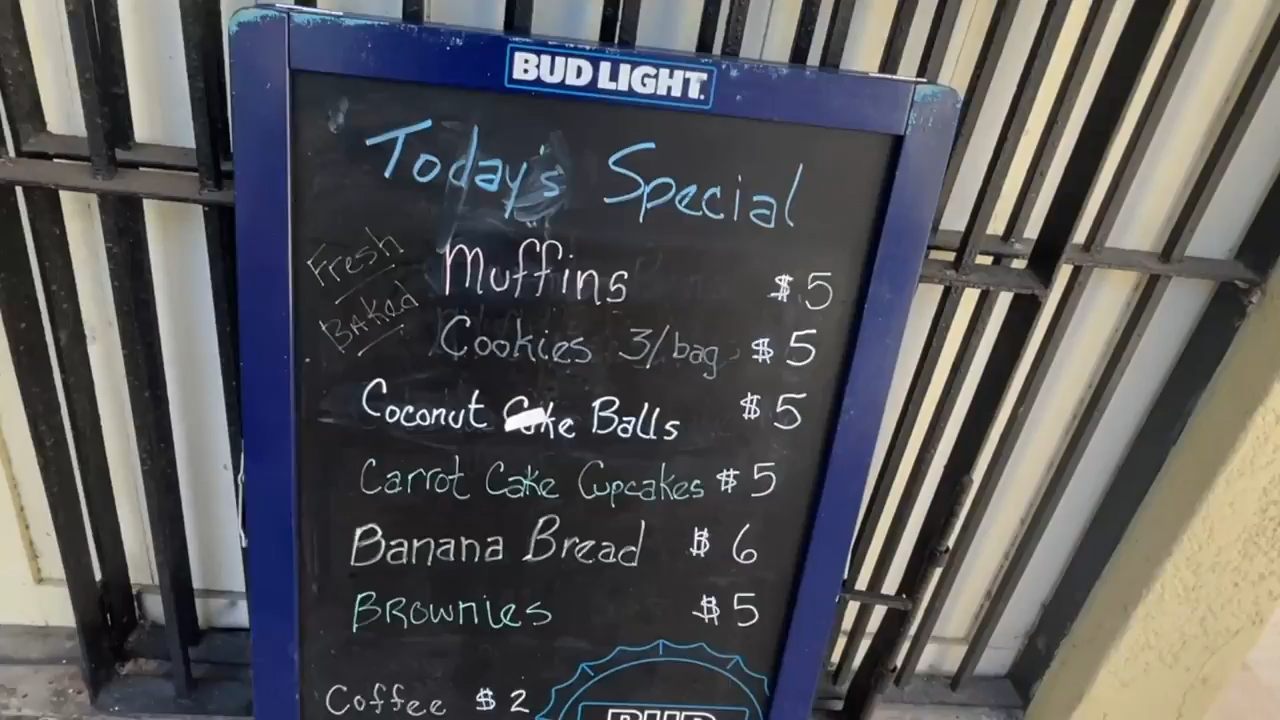 BUD LIGHT.
Today's Special
Fresh Baked
Muffins $5
Cookies 3/bag $5
Coconut Cake Balls $5
Carrot Cake Cupcakes $5
Banana Bread $6
Brownies $5
Coffee $2
BUD